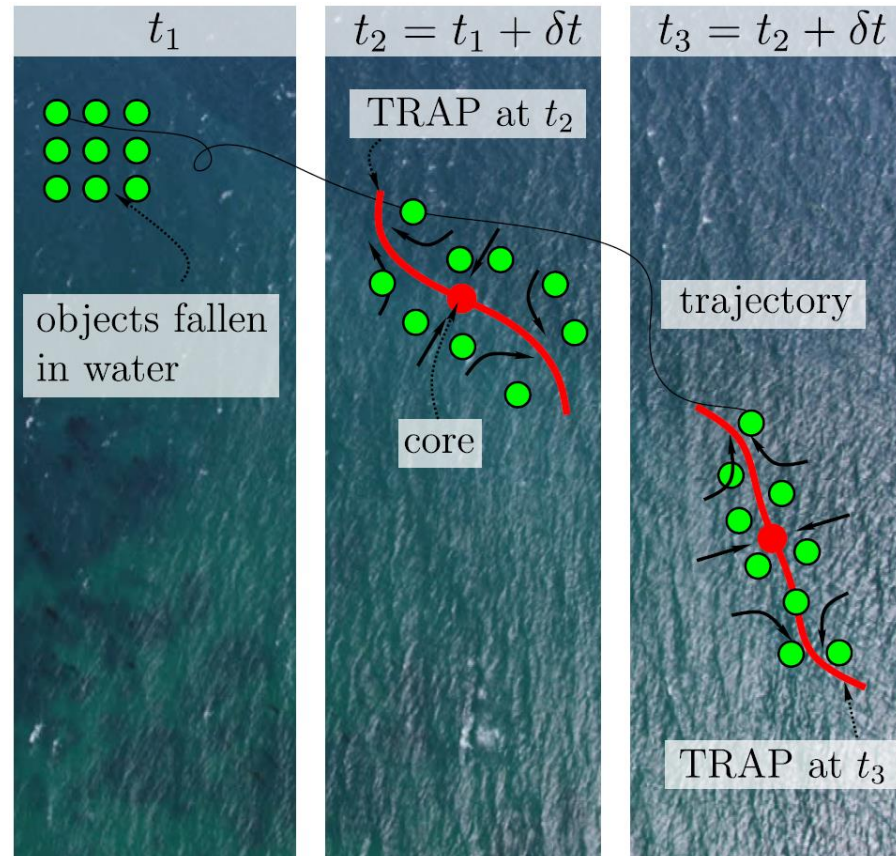 t₁
t₂ = t₁ + δt
t₃ = t₂ + δt
TRAP at t₂
objects fallen
in water
trajectory
core
TRAP at t₃